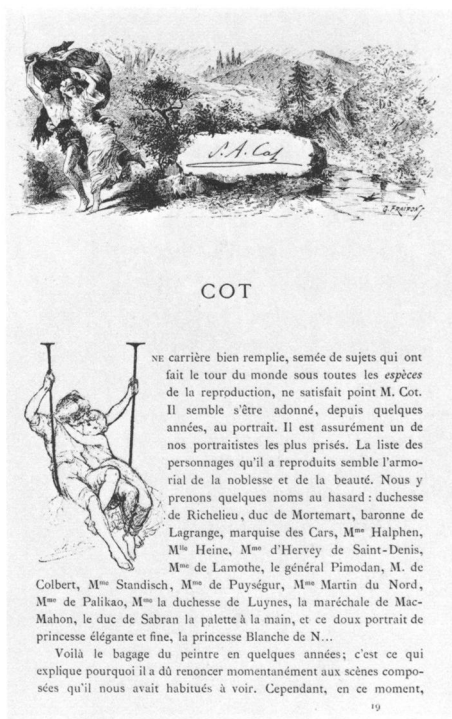 P. A. Cot
G. FRAIPONT
COT
NE carrière bien remplie, semée de sujets qui ont
fait le tour du monde sous toutes les espèces
de la reproduction, ne satisfait point M. Cot.
Il semble s'être adonné, depuis quelques
années, au portrait. Il est assurément un de
nos portraitistes les plus prisés. La liste des
personnages qu'il a reproduits semble l'armo-
rial de la noblesse et de la beauté. Nous y
prenons quelques noms au hasard : duchesse
de Richelieu, duc de Mortemart, baronne de
Lagrange, marquise des Cars, Mme Halphen,
Mlle Heine, Mme d'Hervey de Saint-Denis,
Mme de Lamothe, le général Pimodan, M. de
Colbert, Mme Standisch, Mme de Puységur, Mme Martin du Nord,
Mme de Palikao, Mme la duchesse de Luynes, la maréchale de Mac-
Mahon, le duc de Sabran la palette à la main, et ce doux portrait de
princesse élégante et fine, la princesse Blanche de N...
Voilà le bagage du peintre en quelques années; c'est ce qui
explique pourquoi il a dû renoncer momentanément aux scènes compo-
sées qu'il nous avait habitués à voir. Cependant, en ce moment,
19